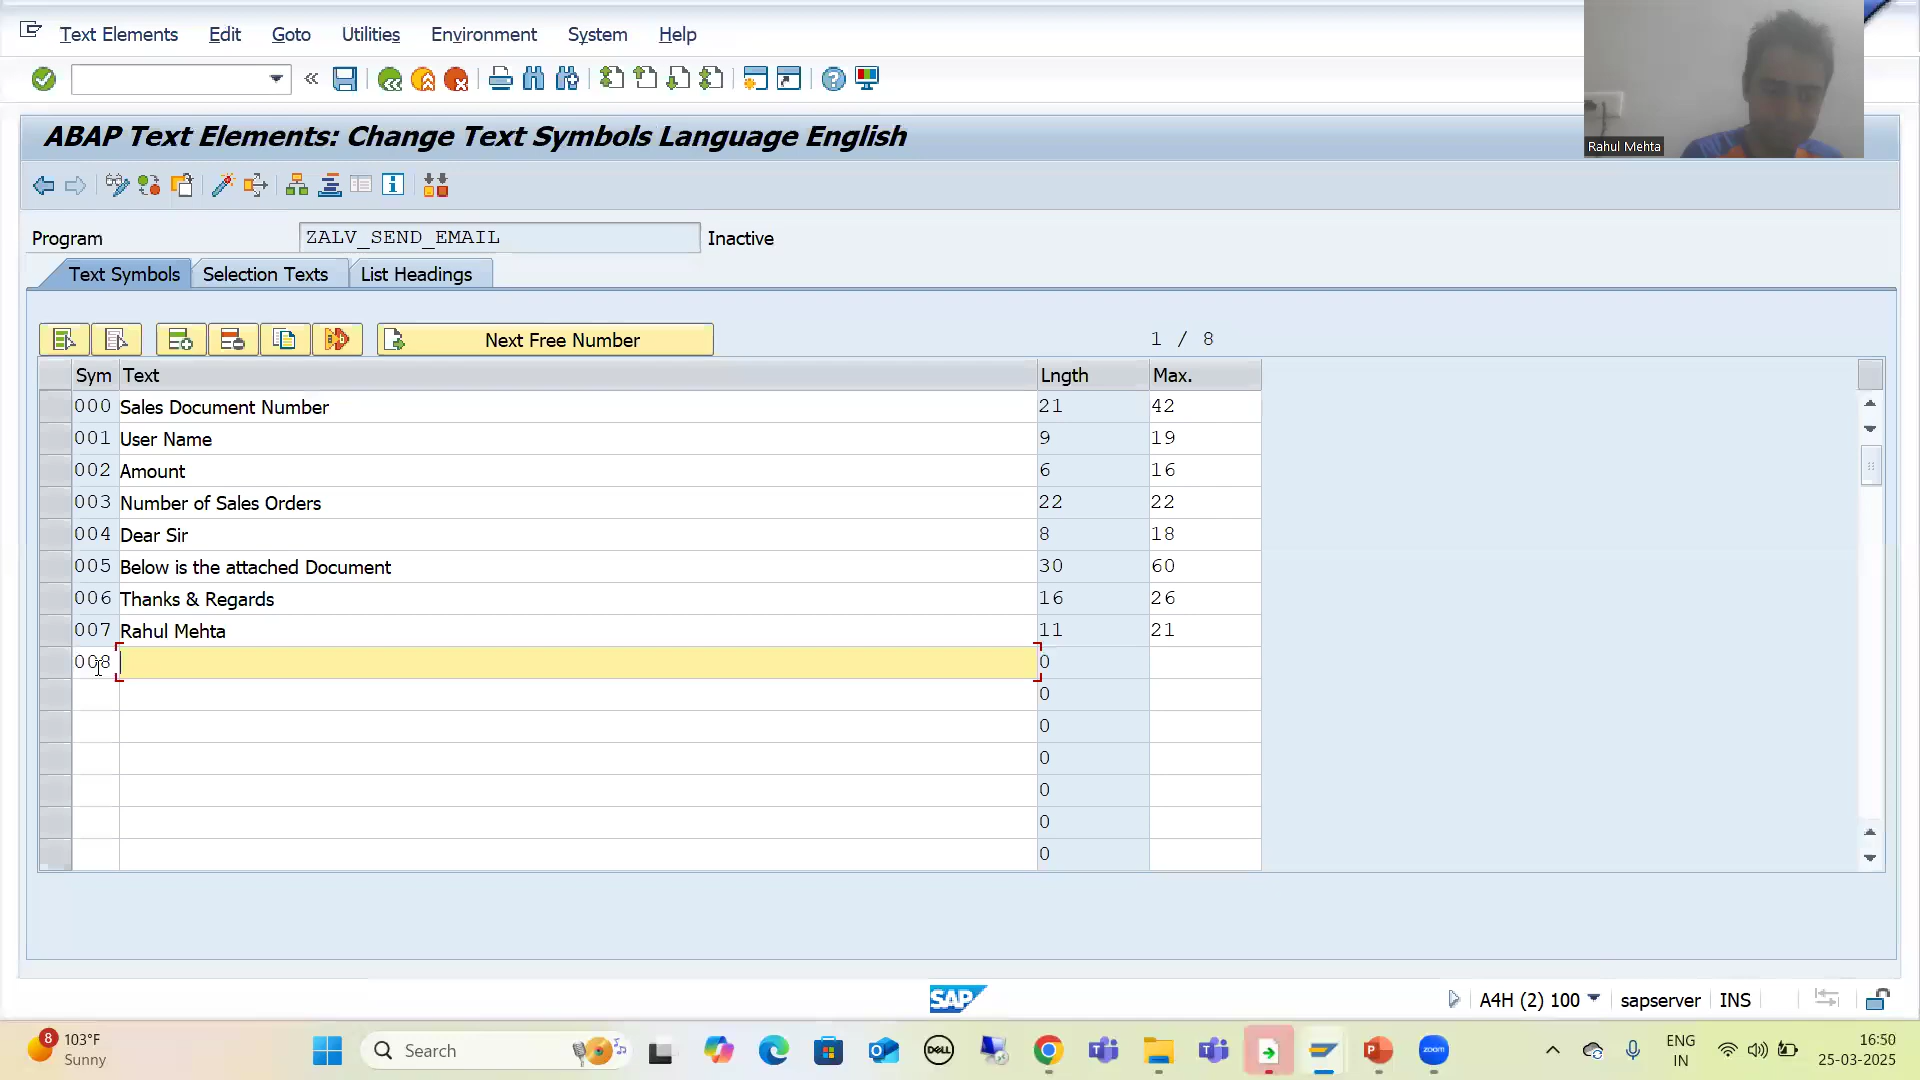 Text Elements Edit Goto Utilities Environment System Help
ABAP Text Elements: Change Text Symbols Language English
Rahul Mehta
Program ZALV_SEND_EMAIL Inactive
Text Symbols Selection Texts List Headings
Next Free Number 1 / 8
Sym Text Lngth Max.
000 Sales Document Number 21 42
001 User Name 9 19
002 Amount 6 16
003 Number of Sales Orders 22 22
004 Dear Sir 8 18
005 Below is the attached Document 30 60
006 Thanks & Regards 16 26
007 Rahul Mehta 11 21
008 0
0
0
0
0
0
0
SAP A4H (2) 100 sapserver INS
8 103°F
Sunny
Search
DELL
zoom
ENG
IN
16:50
25-03-2025